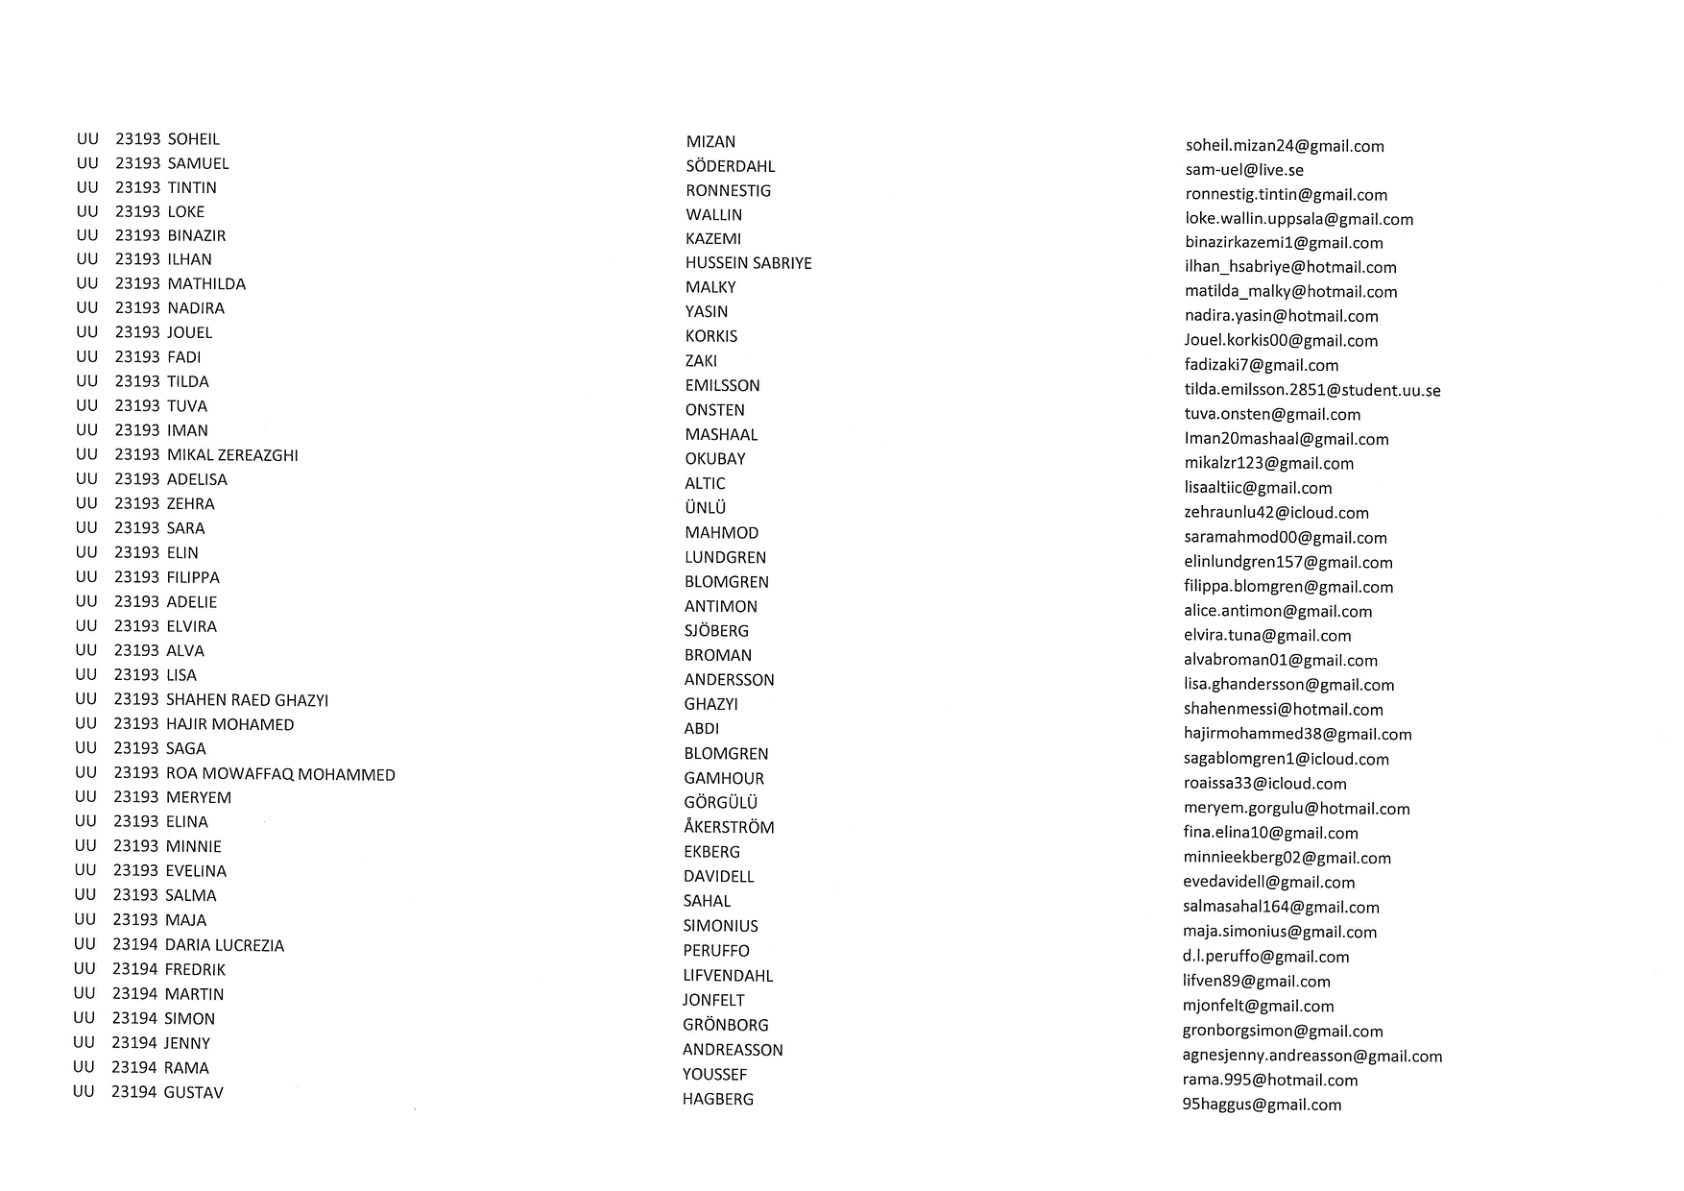 UU 23193 SOHEIL MIZAN soheil.mizan24@gmail.com
UU 23193 SAMUEL SÖDERDAHL sam-uel@live.se
UU 23193 TINTIN RONNESTIG ronnestig.tintin@gmail.com
UU 23193 LOKE WALLIN loke.wallin.uppsala@gmail.com
UU 23193 BINAZIR KAZEMI binazirkazemi1@gmail.com
UU 23193 ILHAN HUSSEIN SABRIYE ilhan_hsabriye@hotmail.com
UU 23193 MATHILDA MALKY matilda_malky@hotmail.com
UU 23193 NADIRA YASIN nadira.yasin@hotmail.com
UU 23193 JOUEL KORKIS Jouel.korkis00@gmail.com
UU 23193 FADI ZAKI fadizaki7@gmail.com
UU 23193 TILDA EMILSSON tilda.emilsson.2851@student.uu.se
UU 23193 TUVA ONSTEN tuva.onsten@gmail.com
UU 23193 IMAN MASHAAL Iman20mashaal@gmail.com
UU 23193 MIKAL ZEREAZGHI OKUBAY mikalzr123@gmail.com
UU 23193 ADELISA ALTIC lisaaltiic@gmail.com
UU 23193 ZEHRA ÜNLÜ zehraunlu42@icloud.com
UU 23193 SARA MAHMOD saramahmod00@gmail.com
UU 23193 ELIN LUNDGREN elinlundgren157@gmail.com
UU 23193 FILIPPA BLOMGREN filippa.blomgren@gmail.com
UU 23193 ADELIE ANTIMON alice.antimon@gmail.com
UU 23193 ELVIRA SJÖBERG elvira.tuna@gmail.com
UU 23193 ALVA BROMAN alvabroman01@gmail.com
UU 23193 LISA ANDERSSON lisa.ghandersson@gmail.com
UU 23193 SHAHEN RAED GHAZYI GHAZYI shahenmessi@hotmail.com
UU 23193 HAJIR MOHAMED ABDI hajirmohammed38@gmail.com
UU 23193 SAGA BLOMGREN sagablomgren1@icloud.com
UU 23193 ROA MOWAFFAQ MOHAMMED GAMHOUR roaissa33@icloud.com
UU 23193 MERYEM GÖRGÜLÜ meryem.gorgulu@hotmail.com
UU 23193 ELINA ÅKERSTRÖM fina.elina10@gmail.com
UU 23193 MINNIE EKBERG minnieekberg02@gmail.com
UU 23193 EVELINA DAVIDELL evedavidell@gmail.com
UU 23193 SALMA SAHAL salmasahal164@gmail.com
UU 23193 MAJA SIMONIUS maja.simonius@gmail.com
UU 23194 DARIA LUCREZIA PERUFFO d.l.peruffo@gmail.com
UU 23194 FREDRIK LIFVENDAHL lifven89@gmail.com
UU 23194 MARTIN JONFELT mjonfelt@gmail.com
UU 23194 SIMON GRÖNBORG gronborgsimon@gmail.com
UU 23194 JENNY ANDREASSON agnesjenny.andreasson@gmail.com
UU 23194 RAMA YOUSSEF rama.995@hotmail.com
UU 23194 GUSTAV HAGBERG 95haggus@gmail.com